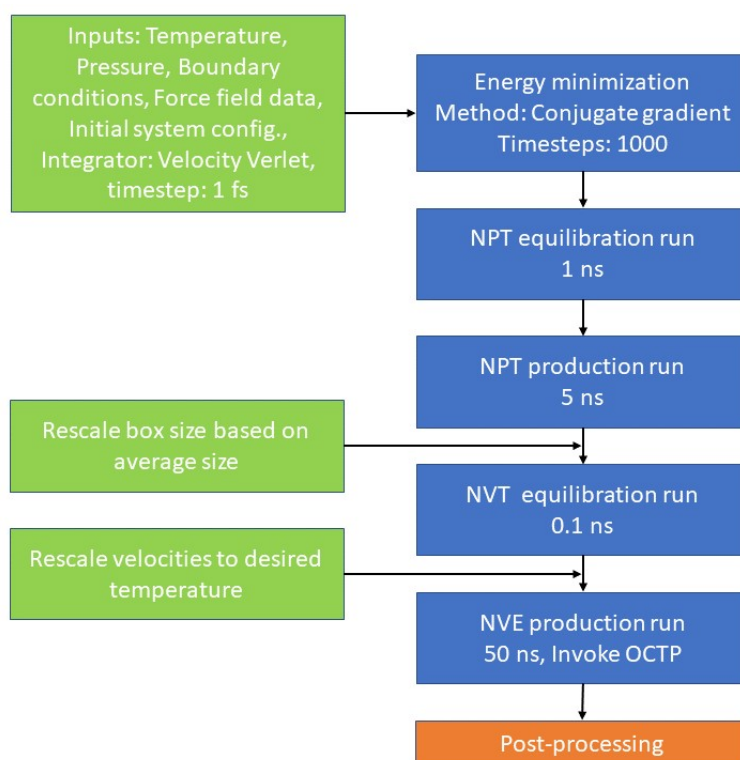 Inputs: Temperature,
Pressure, Boundary
conditions, Force field data,
Initial system config.,
Integrator: Velocity Verlet,
timestep: 1 fs
Energy minimization
Method: Conjugate gradient
Timesteps: 1000
NPT equilibration run
1 ns
NPT production run
5 ns
Rescale box size based on
average size
NVT equilibration run
0.1 ns
Rescale velocities to desired
temperature
NVE production run
50 ns, Invoke OCTP
Post-processing